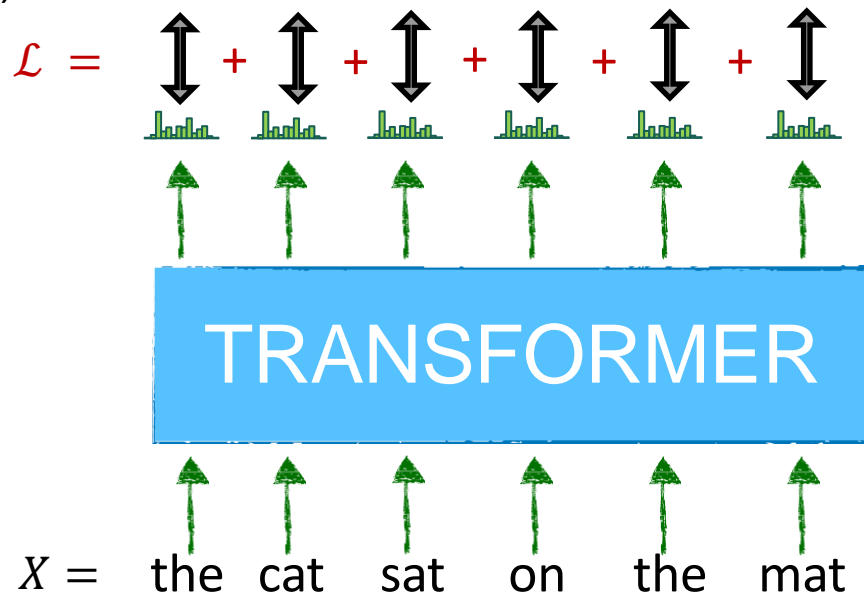 ℒ = + + + + +
TRANSFORMER
X = the cat sat on the mat